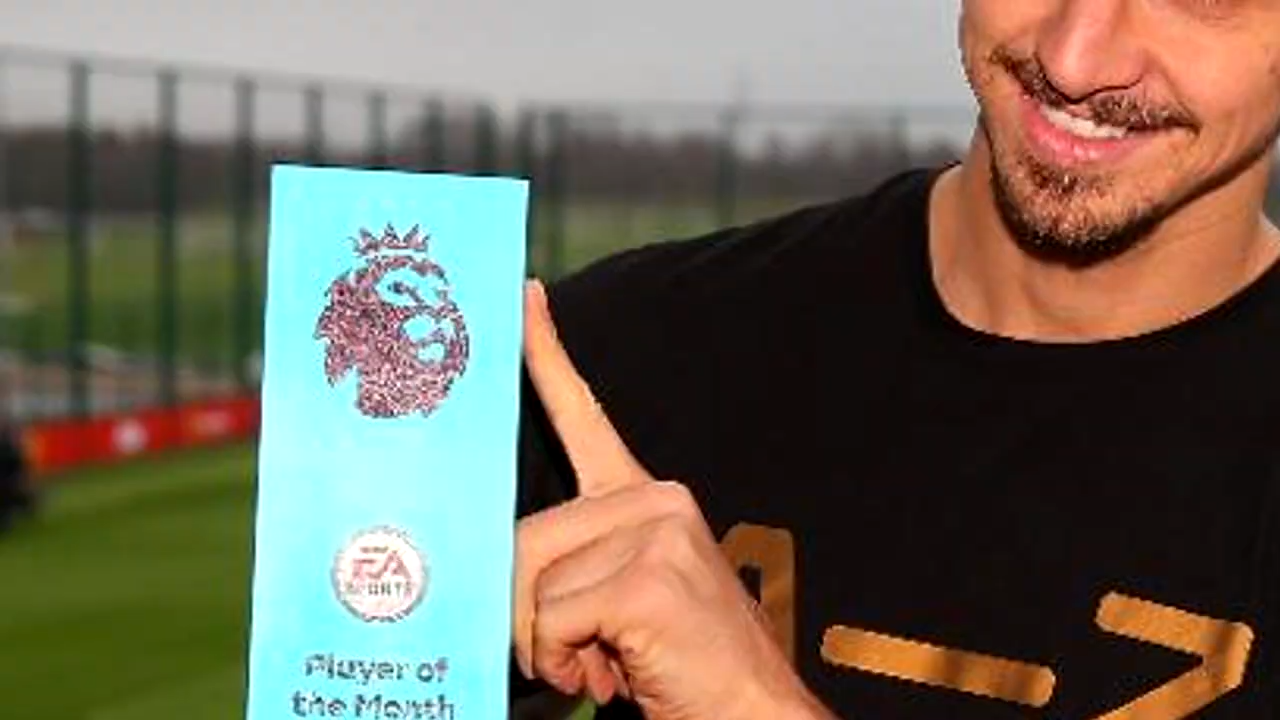 EA
SPORTS
Player of
the Month
A-Z